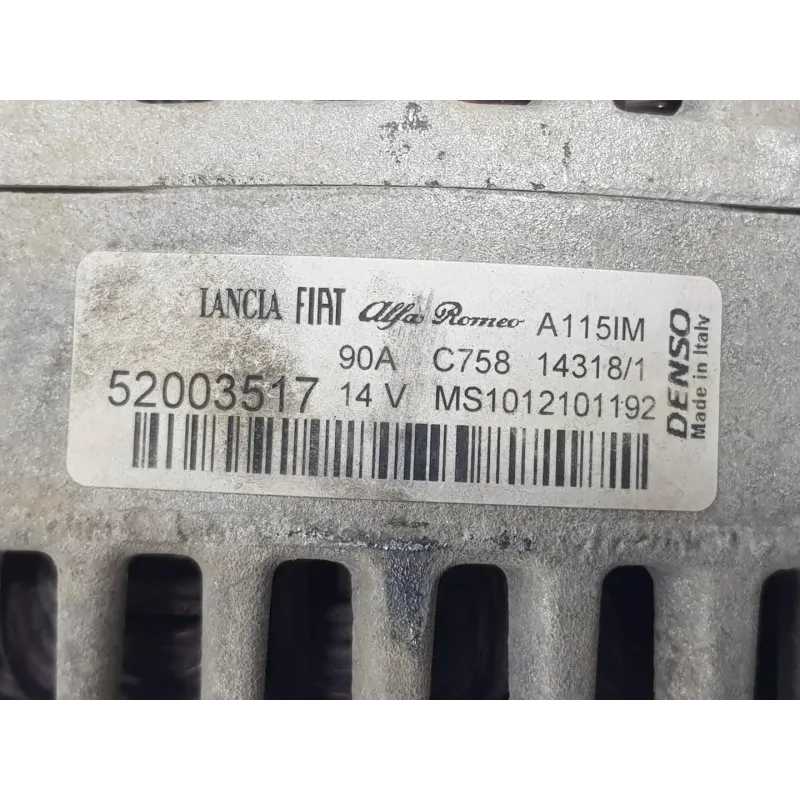 LANCIA FIAT Alfa Romeo A115IM
90A C758 14318/1
52003517 14 V MS1012101192
DENSO
Made in Italy